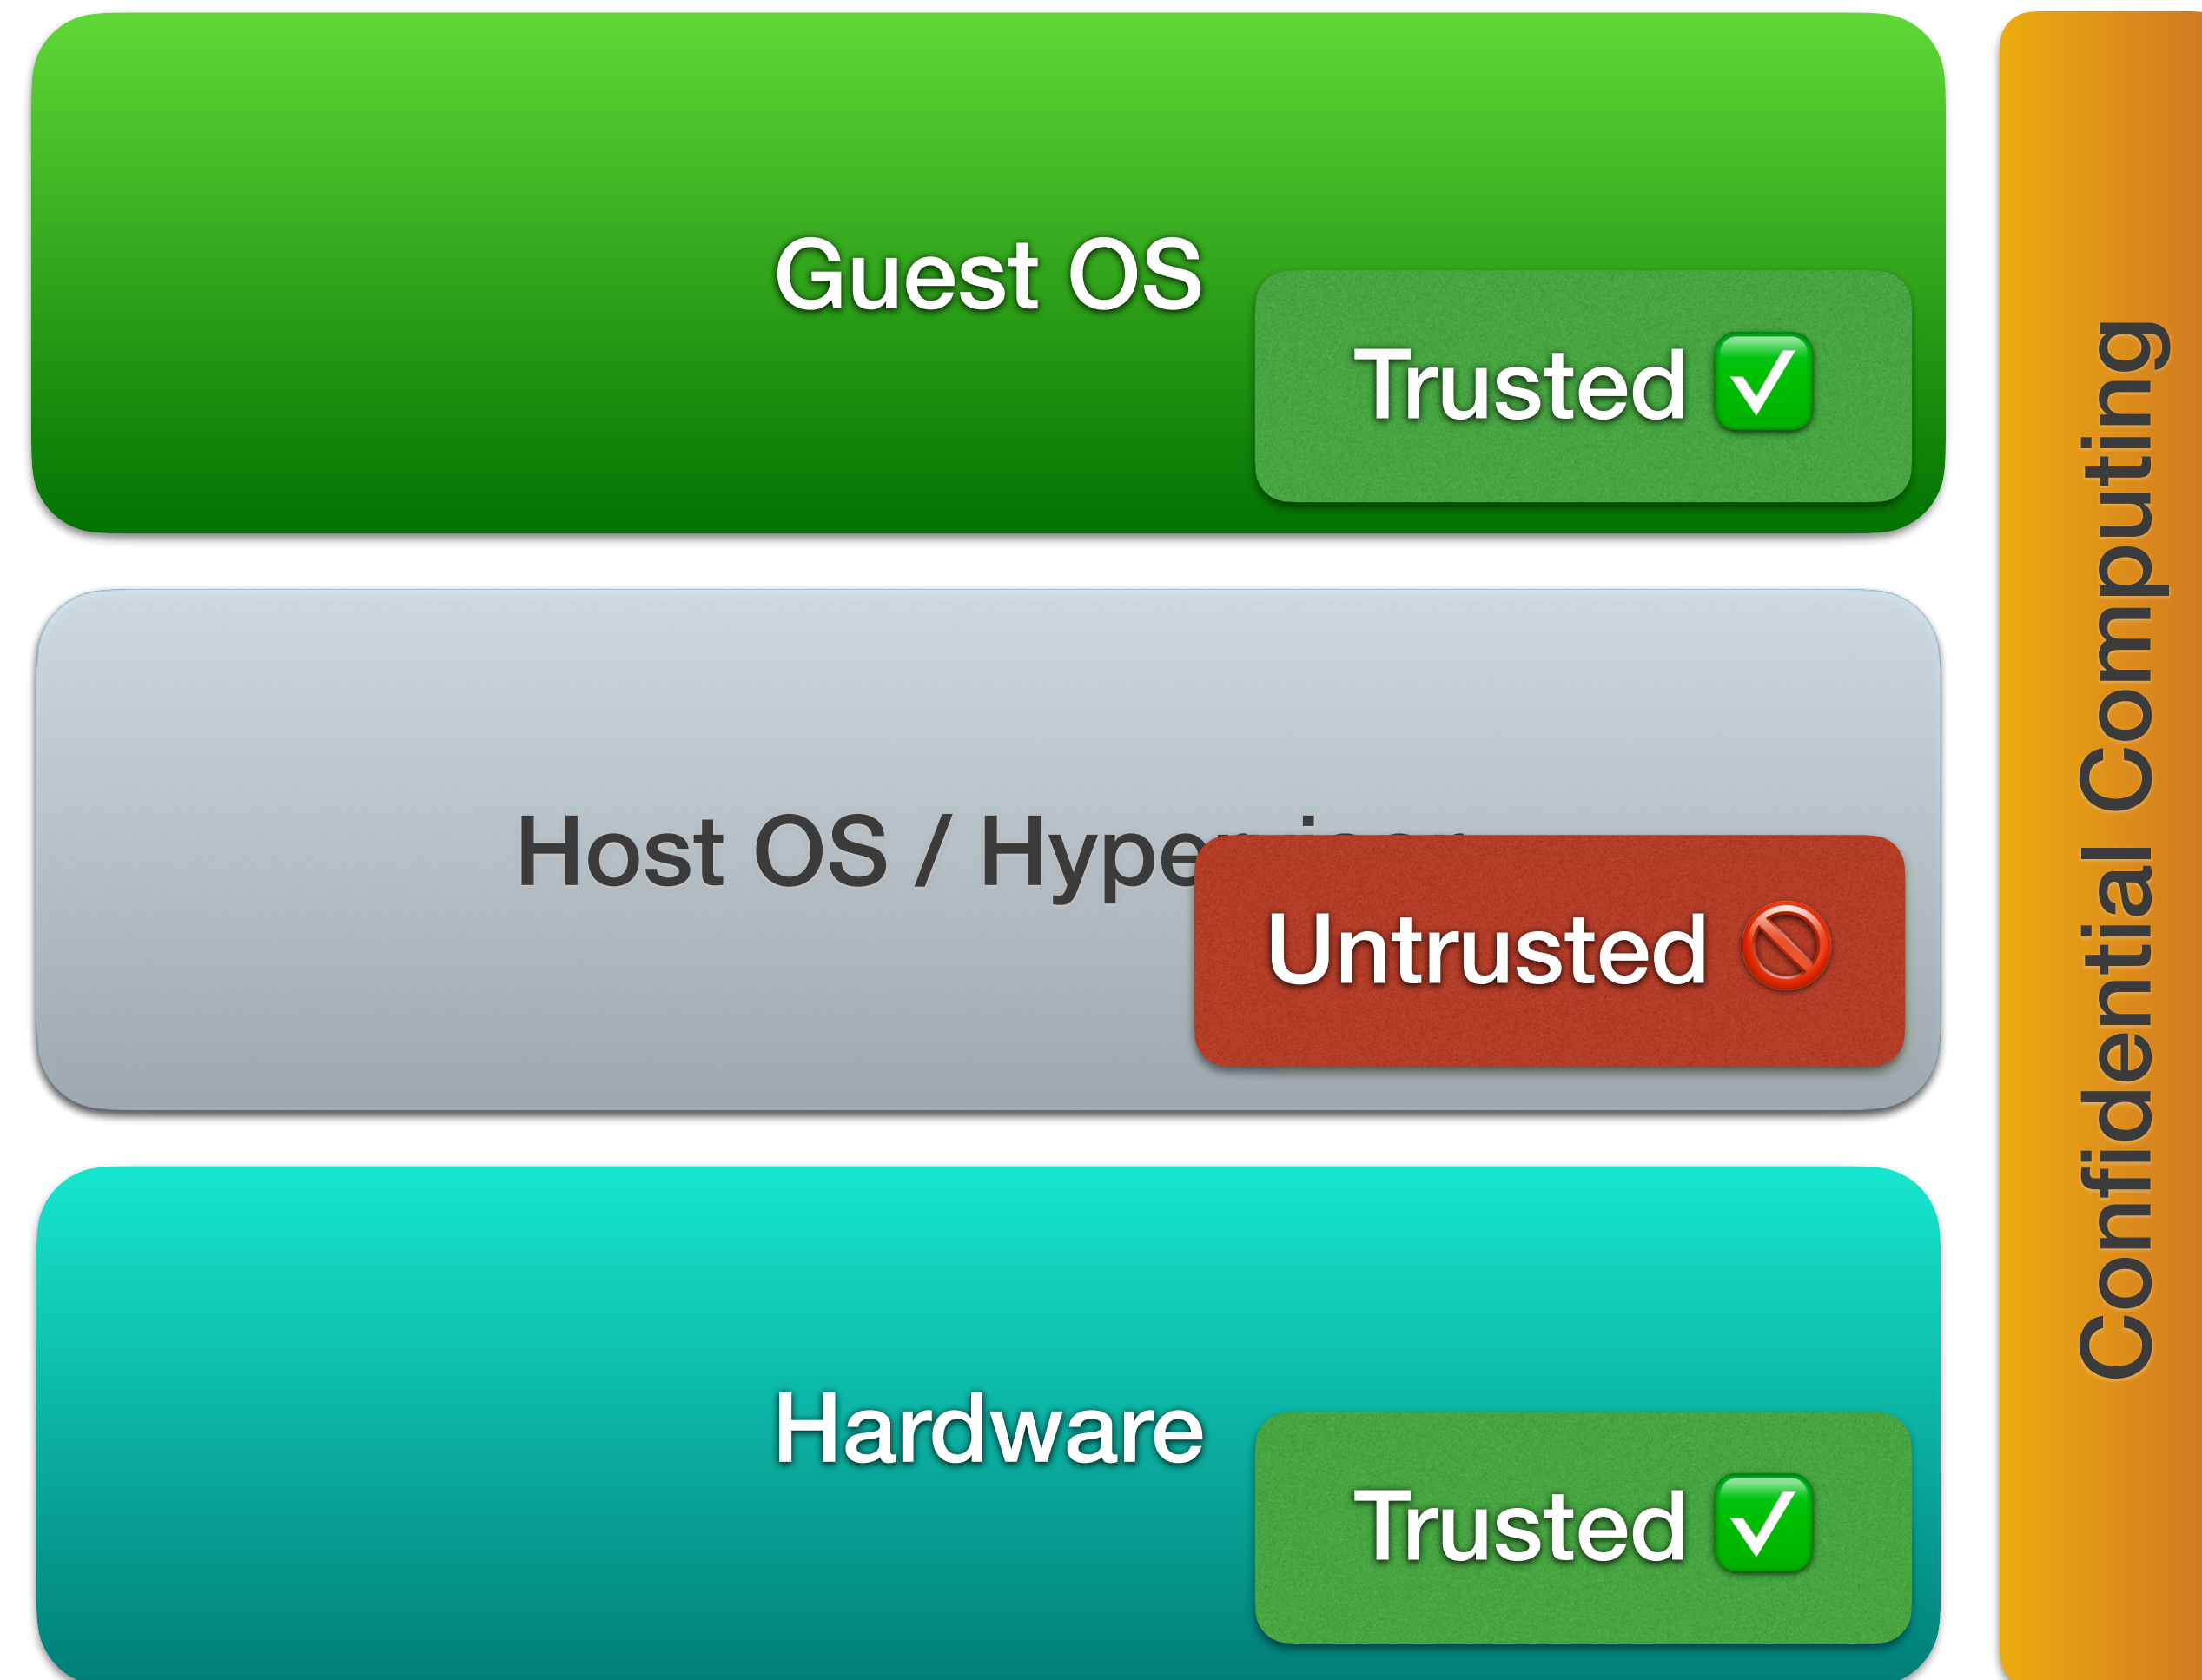 Guest OS
Trusted ✅
Host OS / Hype
Untrusted 🚫
Hardware
Trusted ✅
Confidential Computing